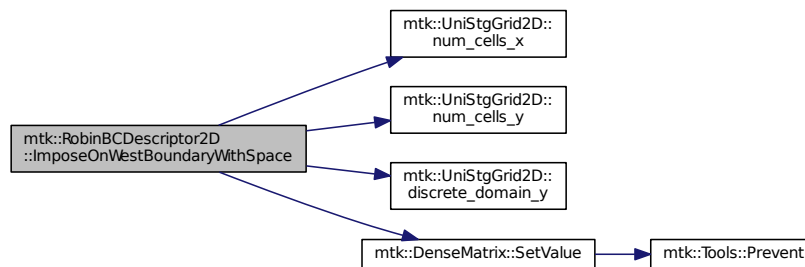 mtk::UniStgGrid2D::
num_cells_x
mtk::UniStgGrid2D::
num_cells_y
mtk::RobinBCDescriptor2D
::ImposeOnWestBoundaryWithSpace
mtk::UniStgGrid2D::
discrete_domain_y
mtk::DenseMatrix::SetValue
mtk::Tools::Prevent